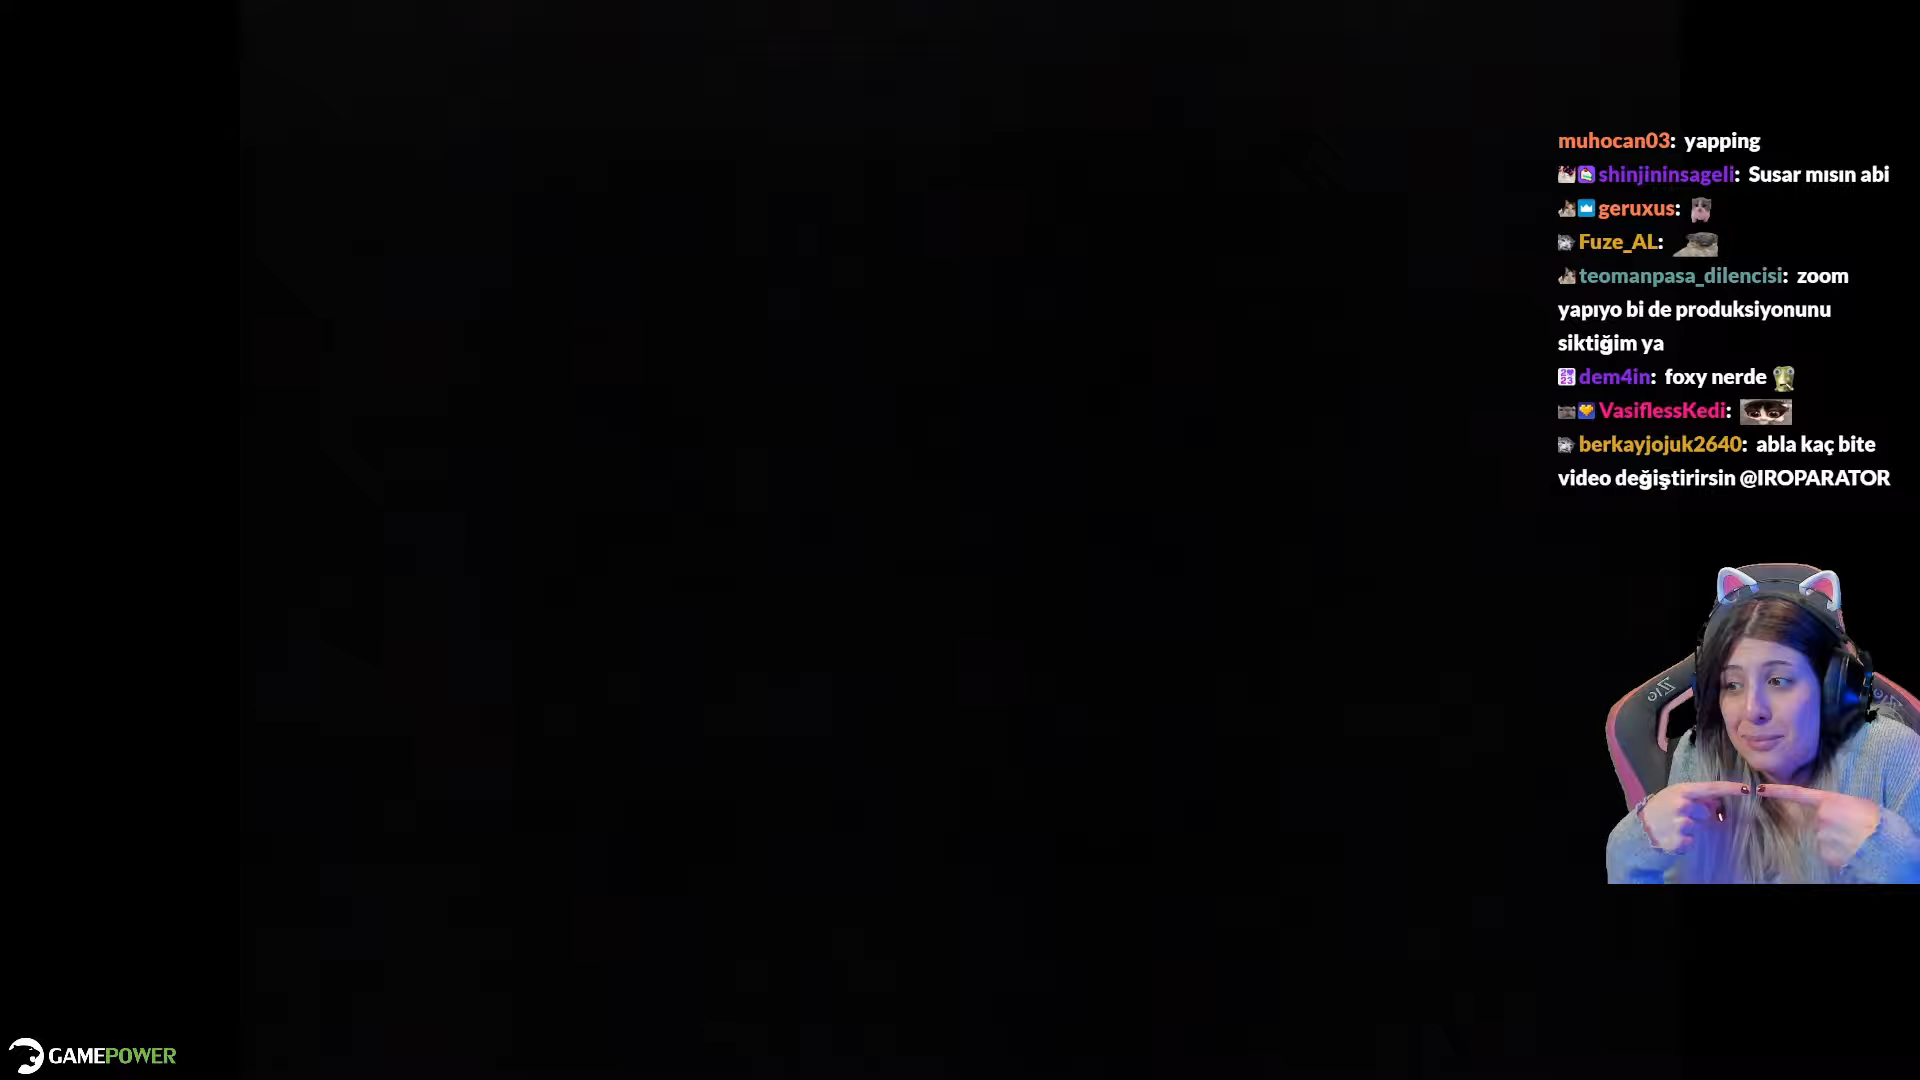 muhocan03: yapping
shinjininsageli: Susar mısın abi
geruxus:
Fuze_AL:
teomanpasa_dilencisi: zoom
yapıyo bi de produksiyonunu
siktiğim ya
dem4in: foxy nerde
VasiflessKedi:
berkayjojuk2640: abla kaç bite
video değiştirirsin @IROPARATOR
GAMEPOWER